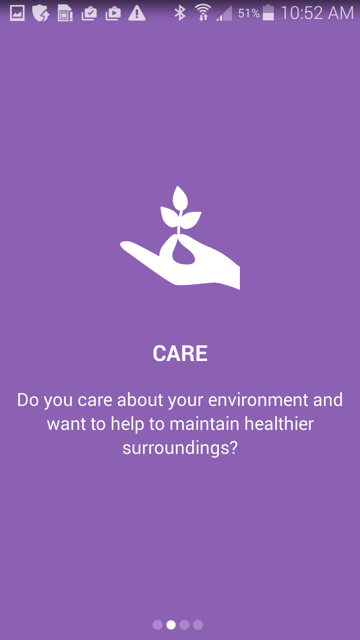 51% 10:52 AM
CARE
Do you care about your environment and
want to help to maintain healthier
surroundings?